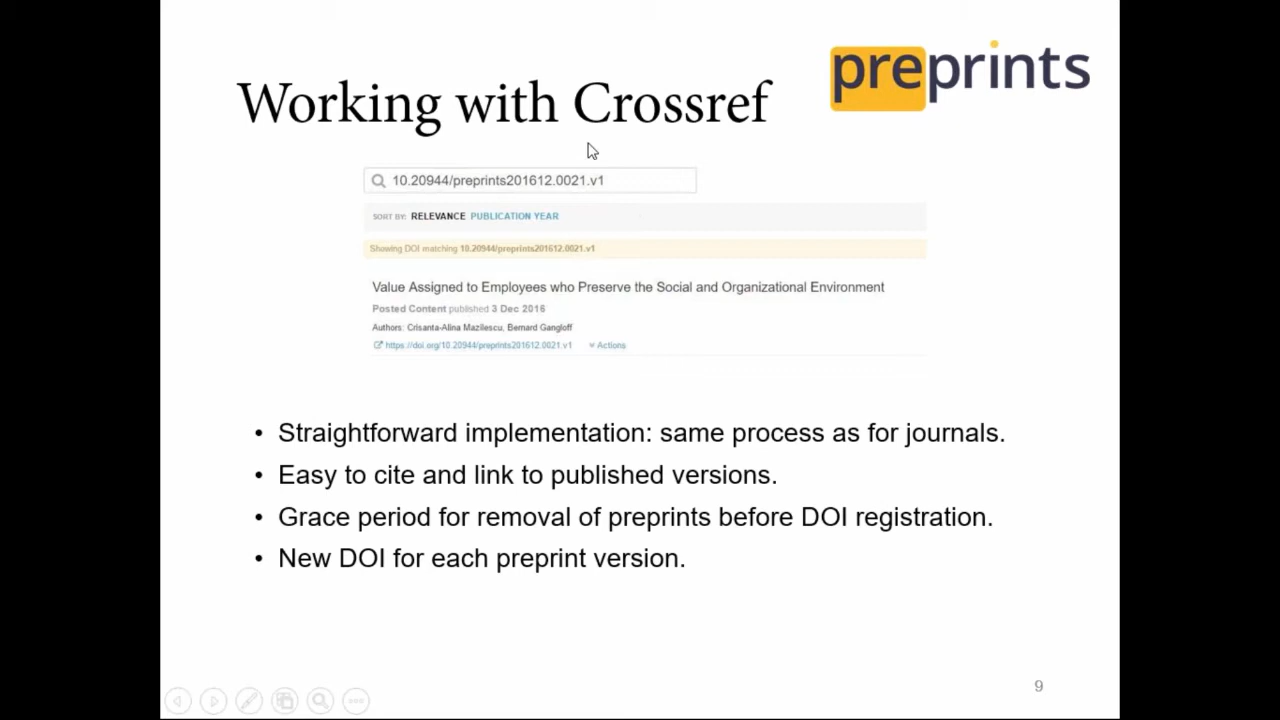 preprints
Working with Crossref
10.20944/preprints201612.0021.v1
SORT BY: RELEVANCE PUBLICATION YEAR
Showing DOI matching 10.20944/preprints201612.0021.v1
Value Assigned to Employees who Preserve the Social and Organizational Environment
Posted Content published 3 Dec 2016
Authors: Crisanta-Alina Mazilescu, Bernard Gangloff
https://doi.org/10.20944/preprints201612.0021.v1 Actions
• Straightforward implementation: same process as for journals.
• Easy to cite and link to published versions.
• Grace period for removal of preprints before DOI registration.
• New DOI for each preprint version.
9